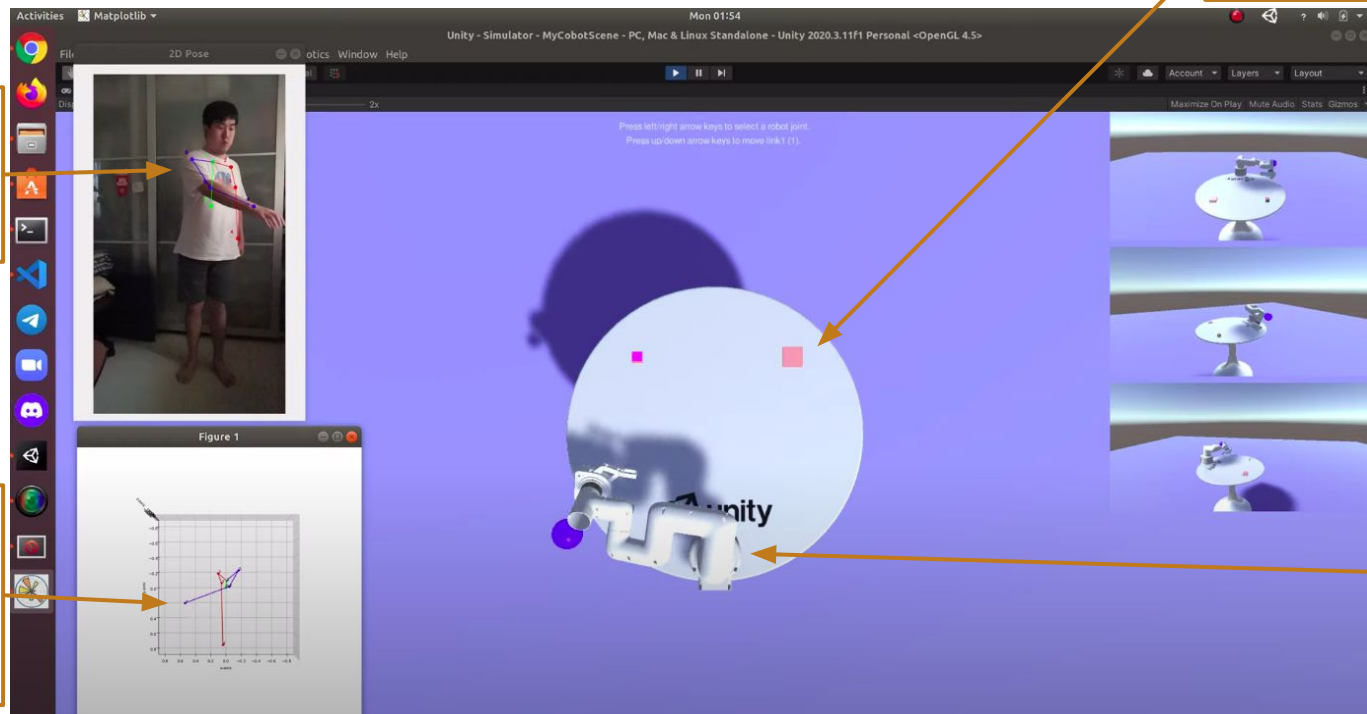 Activities Matplotlib Mon 01:54
Unity - Simulator - MyCobotScene - PC, Mac & Linux Standalone - Unity 2020.3.11f1 Personal <OpenGL 4.5>
2D Pose
otics Window Help
Account Layers Layout
2x
Maximize On Play Mute Audio Stats Gizmos
Press left/right arrow keys to select a robot joint.
Press up/down arrow keys to move link1 (1).
Figure 1
unity